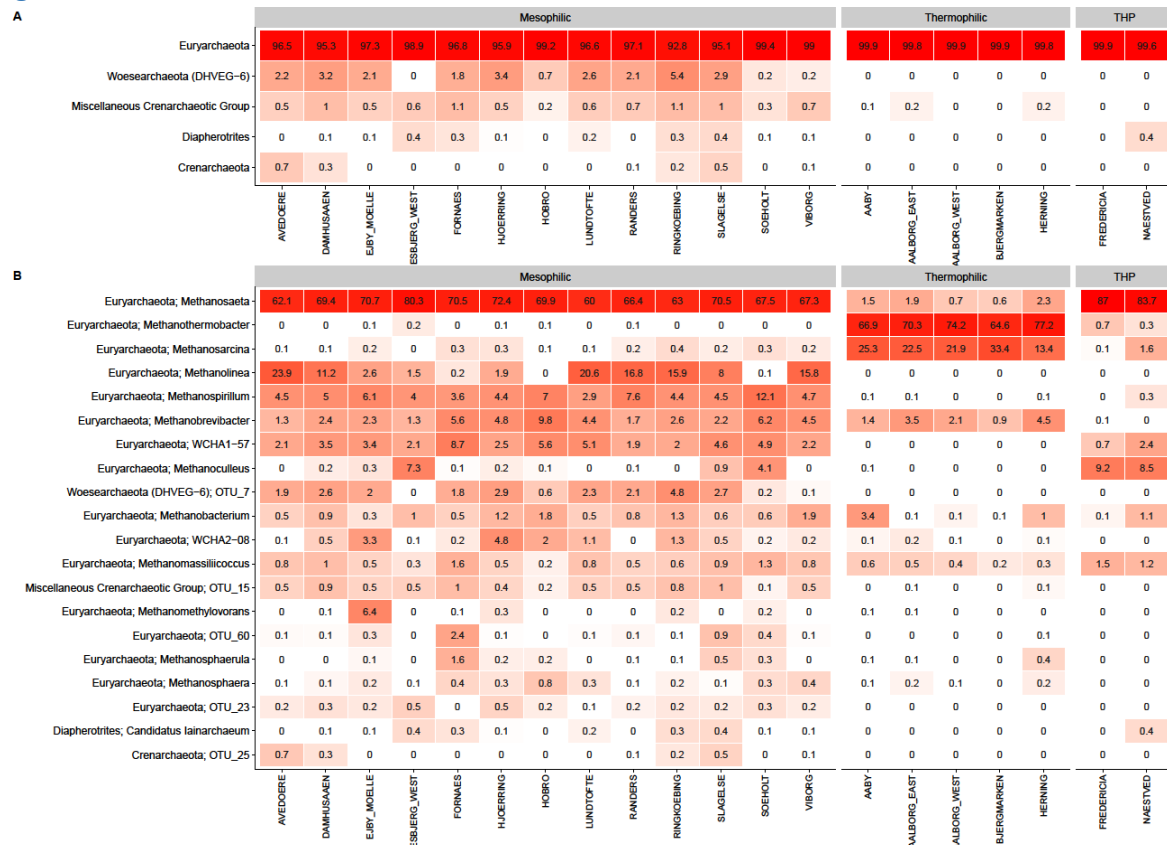 A
Mesophilic Thermophilic THP
Euryarchaeota 96.5 95.3 97.3 98.9 96.8 95.9 99.2 96.6 97.1 92.8 95.1 99.4 99 99.9 99.8 99.9 99.9 99.8 99.9 99.6
Woesearchaeota (DHVEG-6) 2.2 3.2 2.1 0 1.8 3.4 0.7 2.6 2.1 5.4 2.9 0.2 0.2 0 0 0 0 0 0 0
Miscellaneous Crenarchaeotic Group 0.5 1 0.5 0.6 1.1 0.5 0.2 0.6 0.7 1.1 1 0.3 0.7 0.1 0.2 0 0 0.2 0 0
Diapherotrites 0 0.1 0.1 0.4 0.3 0.1 0 0.2 0 0.3 0.4 0.1 0.1 0 0 0 0 0 0 0.4
Crenarchaeota 0.7 0.3 0 0 0 0 0 0 0.1 0.2 0.5 0 0.1 0 0 0 0 0 0 0
AVEDOERE DAMHUSAAEN EJBY_MOELLE ESBJERG_WEST FORNAES HJOERRING HOBRO LUNDTOFTE RANDERS RINGKOEBING SLAGELSE SOEHOLT VIBORG AABY AALBORG_EAST AALBORG_WEST BJERGMARKEN HERNING FREDERICIA NAESTVED
B
Mesophilic Thermophilic THP
Euryarchaeota; Methanosaeta 62.1 69.4 70.7 80.3 70.5 72.4 69.9 60 66.4 63 70.5 67.5 67.3 1.5 1.9 0.7 0.6 2.3 87 83.7
Euryarchaeota; Methanothermobacter 0 0 0.1 0.2 0 0.1 0.1 0 0 0 0 0 0 66.9 70.3 74.2 64.6 77.2 0.7 0.3
Euryarchaeota; Methanosarcina 0.1 0.1 0.2 0 0.3 0.3 0.1 0.1 0.2 0.4 0.2 0.3 0.2 25.3 22.5 21.9 33.4 13.4 0.1 1.6
Euryarchaeota; Methanolinea 23.9 11.2 2.6 1.5 0.2 1.9 0 20.6 16.8 15.9 8 0.1 15.8 0 0 0 0 0 0 0
Euryarchaeota; Methanospirillum 4.5 5 6.1 4 3.6 4.4 7 2.9 7.6 4.4 4.5 12.1 4.7 0.1 0.1 0 0 0.1 0 0.3
Euryarchaeota; Methanobrevibacter 1.3 2.4 2.3 1.3 5.6 4.8 9.8 4.4 1.7 2.6 2.2 6.2 4.5 1.4 3.5 2.1 0.9 4.5 0.1 0
Euryarchaeota; WCHA1-57 2.1 3.5 3.4 2.1 8.7 2.5 5.6 5.1 1.9 2 4.6 4.9 2.2 0 0 0 0 0 0.7 2.4
Euryarchaeota; Methanoculleus 0 0.2 0.3 7.3 0.1 0.2 0.1 0 0.1 0 0.9 4.1 0 0.1 0 0 0 0 9.2 8.5
Woesearchaeota (DHVEG-6); OTU_7 1.9 2.6 2 0 1.8 2.9 0.6 2.3 2.1 4.8 2.7 0.2 0.1 0 0 0 0 0 0 0
Euryarchaeota; Methanobacterium 0.5 0.9 0.3 1 0.5 1.2 1.8 0.5 0.8 1.3 0.6 0.6 1.9 3.4 0.1 0.1 0.1 1 0.1 1.1
Euryarchaeota; WCHA2-08 0.1 0.5 3.3 0.1 0.2 4.8 2 1.1 0 1.3 0.5 0.2 0.2 0.1 0.2 0 0.1 0 0 0
Euryarchaeota; Methanomassiliicoccus 0.8 1 0.5 0.3 1.6 0.5 0.2 0.8 0.5 0.6 0.9 1.3 0.8 0.6 0.5 0.4 0.2 0.3 1.5 1.2
Miscellaneous Crenarchaeotic Group; OTU_15 0.5 0.9 0.5 0.5 1 0.4 0.2 0.5 0.5 0.8 1 0.1 0.5 0 0.1 0 0 0.1 0 0
Euryarchaeota; Methanomethylovorans 0 0.1 6.4 0 0.1 0.3 0 0 0 0.2 0 0.2 0 0.1 0.1 0 0 0 0 0
Euryarchaeota; OTU_60 0.1 0.1 0.3 0 2.4 0.1 0 0.1 0.1 0.1 0.9 0.4 0.1 0 0 0 0 0.1 0 0
Euryarchaeota; Methanosphaerula 0 0 0.1 0 1.6 0.2 0.2 0 0.1 0.1 0.5 0.3 0 0.1 0.1 0 0 0.4 0 0
Euryarchaeota; Methanosphaera 0.1 0.1 0.2 0.1 0.4 0.3 0.8 0.3 0.1 0.2 0.1 0.3 0.4 0.1 0.2 0.1 0 0.2 0 0
Euryarchaeota; OTU_23 0.2 0.3 0.2 0.5 0 0.5 0.2 0.2 0.1 0.2 0.2 0.3 0.2 0 0 0 0 0 0 0
Diapherotrites; Candidatus Iainarchaeum 0 0.1 0.1 0.4 0.3 0.1 0 0.2 0 0.3 0.4 0.1 0.1 0 0 0 0 0 0 0.4
Crenarchaeota; OTU_25 0.7 0.3 0 0 0 0 0 0 0.1 0.2 0.5 0 0.1 0 0 0 0 0 0 0
AVEDOERE DAMHUSAAEN EJBY_MOELLE ESBJERG_WEST FORNAES HJOERRING HOBRO LUNDTOFTE RANDERS RINGKOEBING SLAGELSE SOEHOLT VIBORG AABY AALBORG_EAST AALBORG_WEST BJERGMARKEN HERNING FREDERICIA NAESTVED